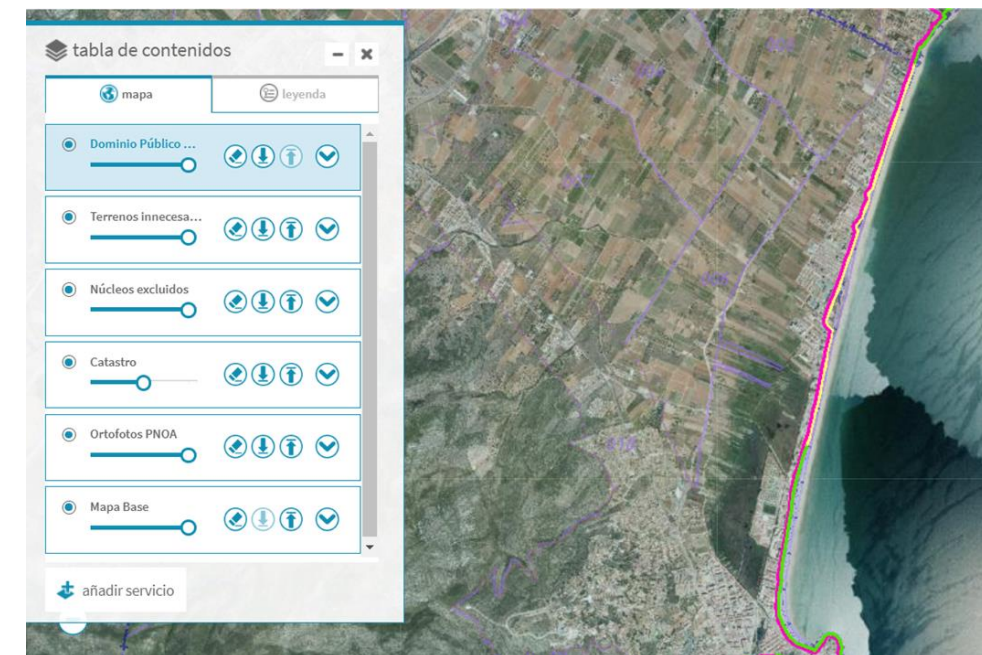 tabla de contenidos
mapa
leyenda
Dominio Público ...
Terrenos innecesa...
Núcleos excluidos
Catastro
Ortofotos PNOA
Mapa Base
añadir servicio